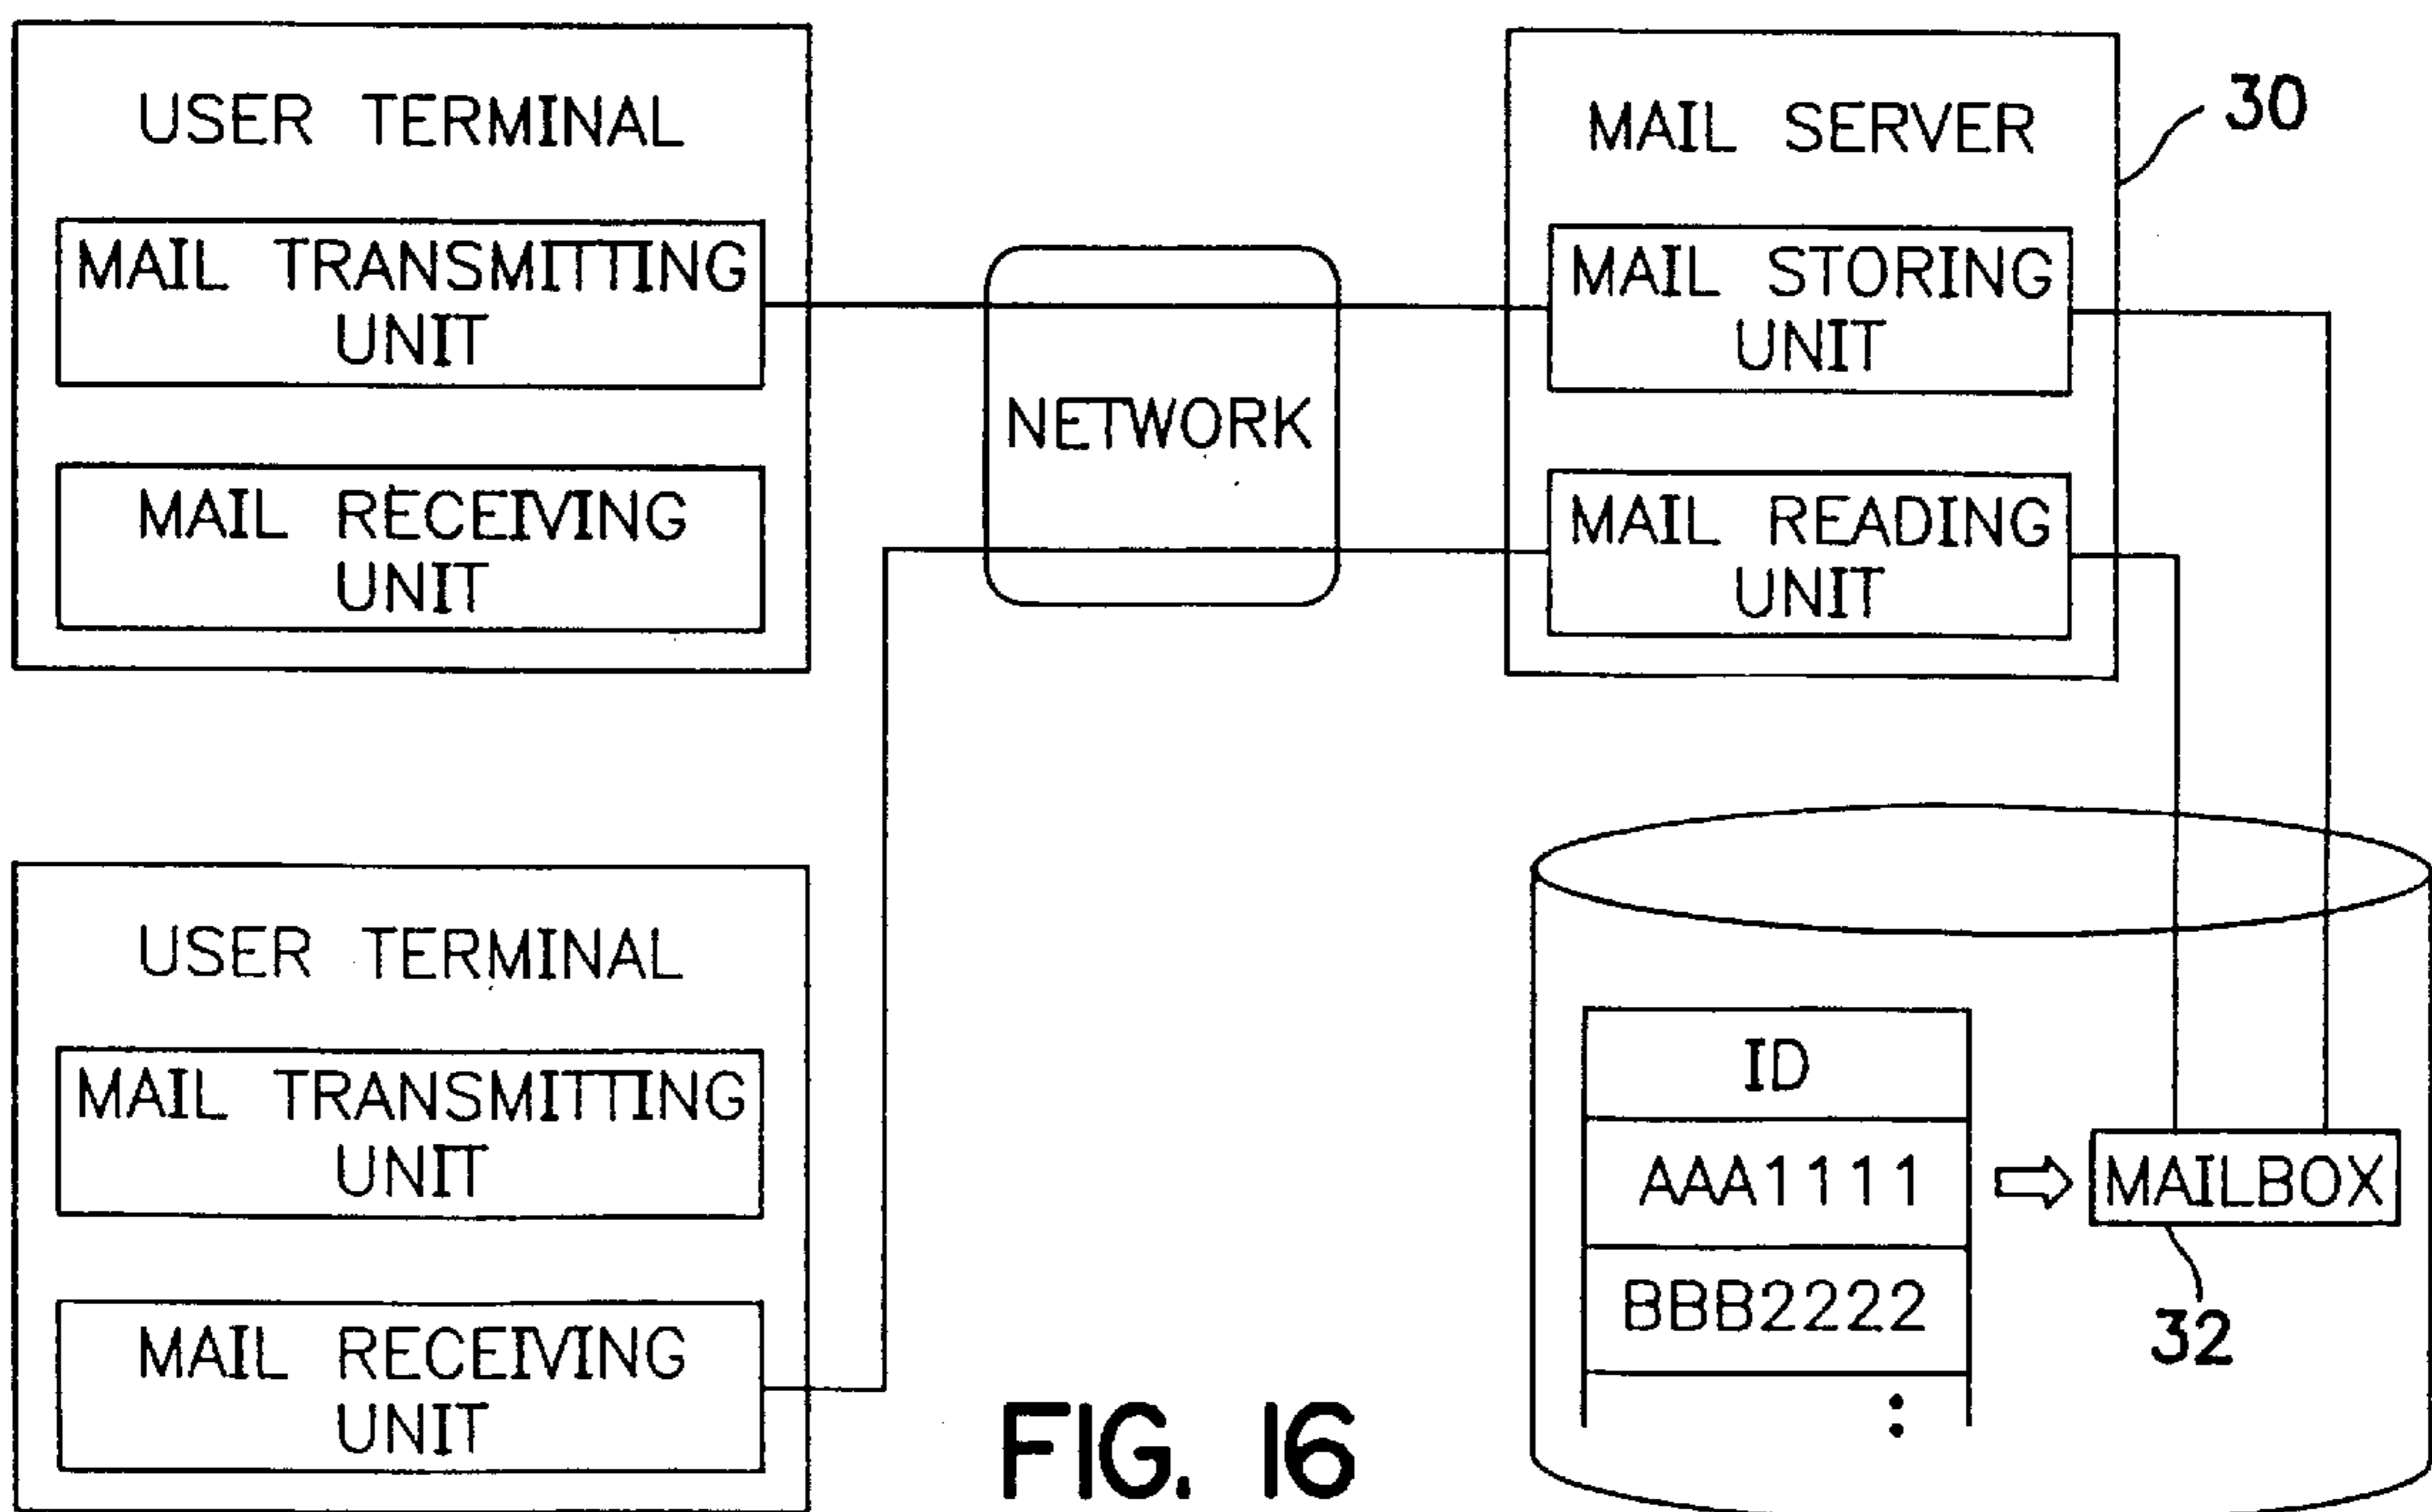 USER TERMINAL
MAIL TRANSMITTING
UNIT
MAIL RECEIVING
UNIT
NETWORK
MAIL SERVER
30
MAIL STORING
UNIT
MAIL READING
UNIT
USER TERMINAL
MAIL TRANSMITTING
UNIT
MAIL RECEIVING
UNIT
ID
AAA1111
BBB2222
:
MAILBOX
32
FIG. 16